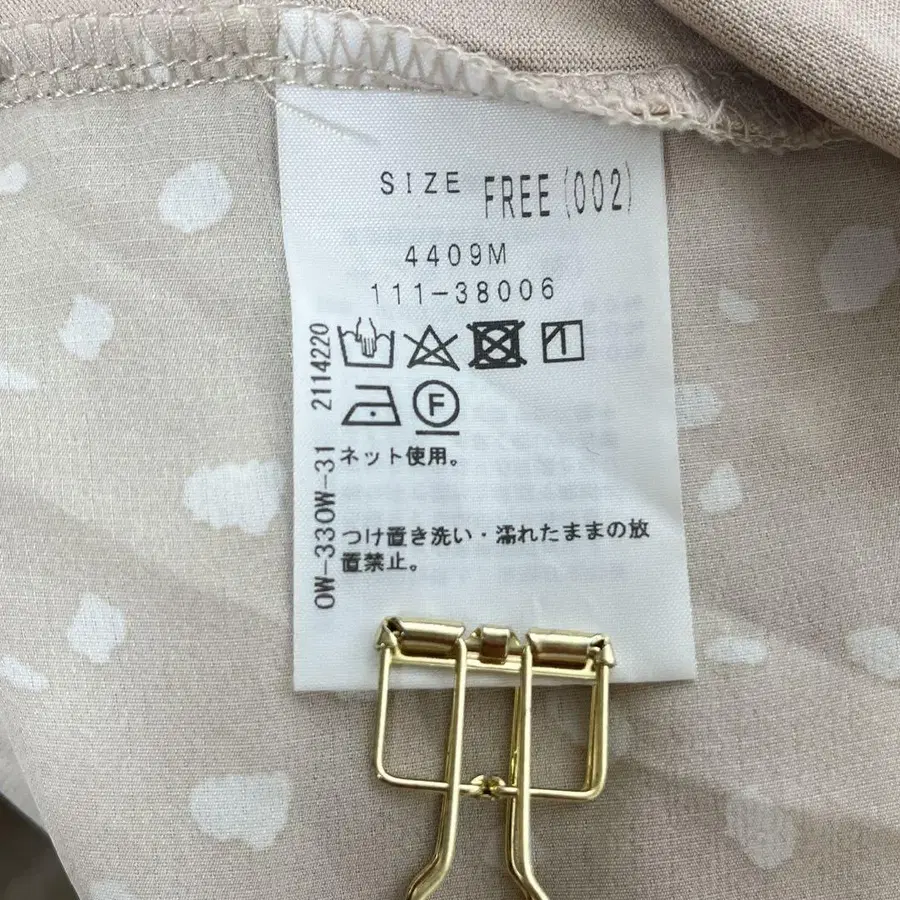 SIZE FREE(002)
4409M
111-38006
2114220
F
OW-33OW-31
ネット使用。
つけ置き洗い・濡れたままの放
置禁止。